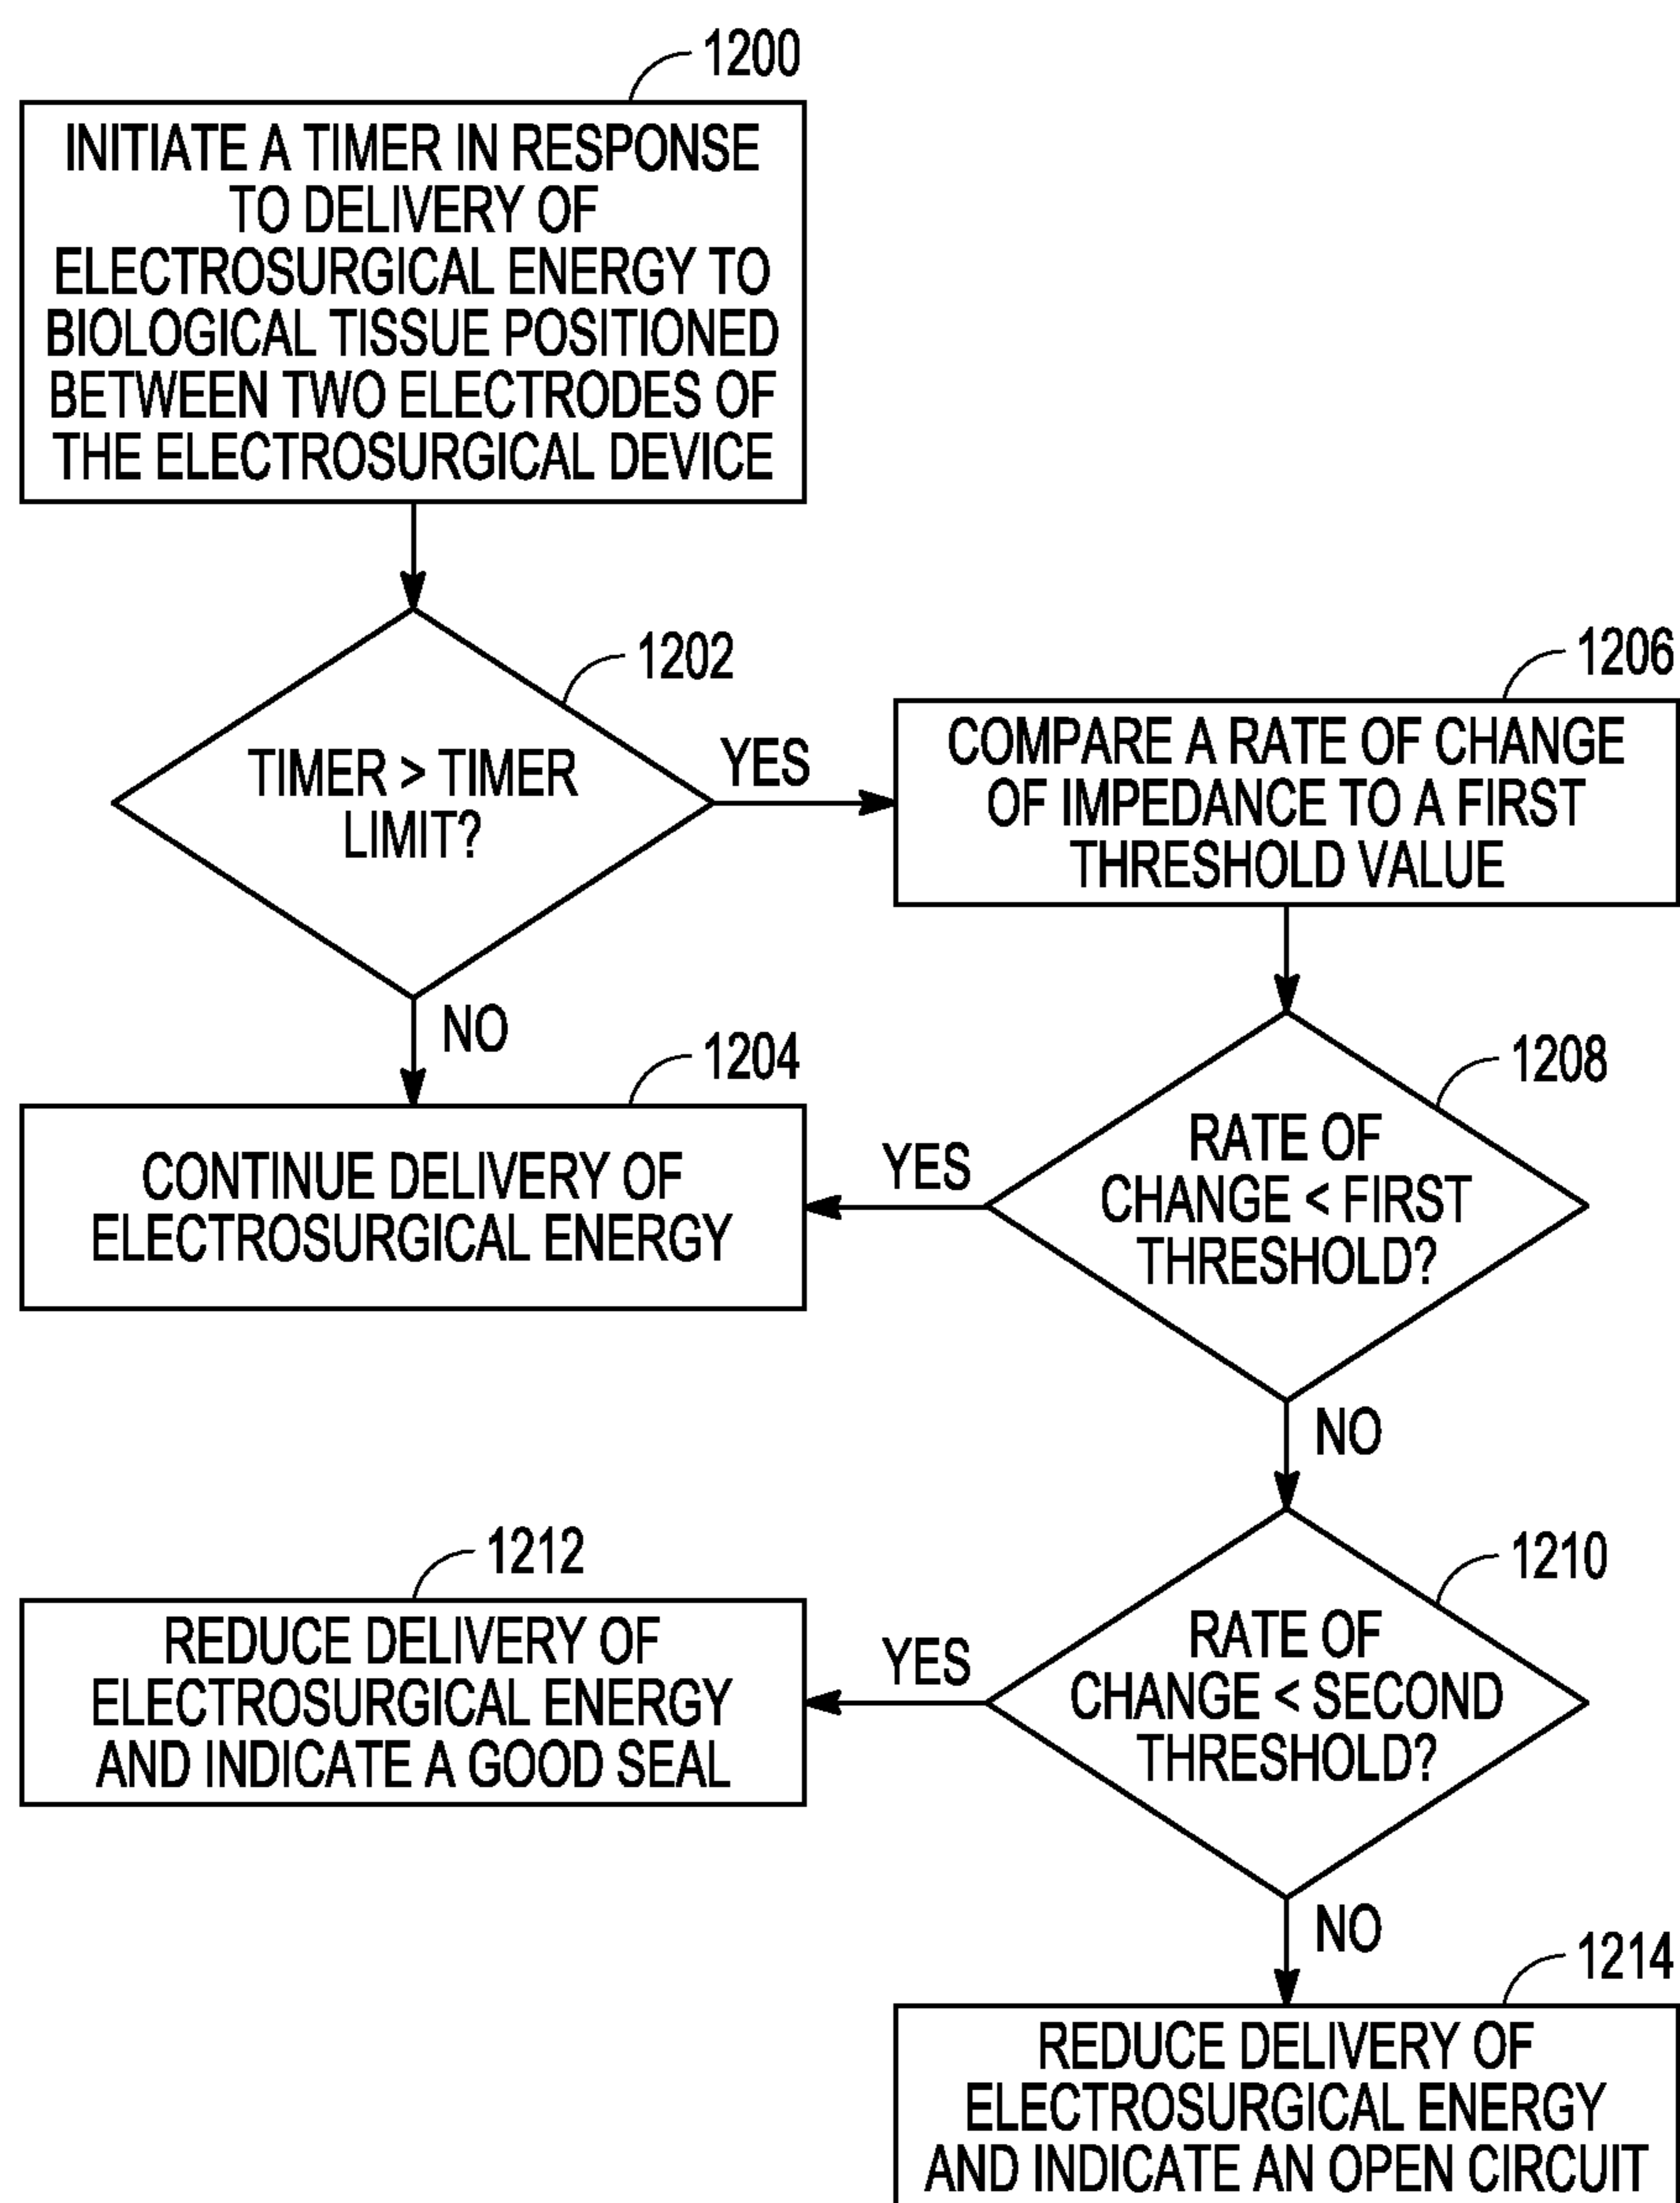 1200
INITIATE A TIMER IN RESPONSE
TO DELIVERY OF
ELECTROSURGICAL ENERGY TO
BIOLOGICAL TISSUE POSITIONED
BETWEEN TWO ELECTRODES OF
THE ELECTROSURGICAL DEVICE
1202
TIMER > TIMER
LIMIT?
YES
NO
1206
COMPARE A RATE OF CHANGE
OF IMPEDANCE TO A FIRST
THRESHOLD VALUE
1204
CONTINUE DELIVERY OF
ELECTROSURGICAL ENERGY
1208
RATE OF
CHANGE < FIRST
THRESHOLD?
YES
NO
1210
RATE OF
CHANGE < SECOND
THRESHOLD?
YES
NO
1212
REDUCE DELIVERY OF
ELECTROSURGICAL ENERGY
AND INDICATE A GOOD SEAL
1214
REDUCE DELIVERY OF
ELECTROSURGICAL ENERGY
AND INDICATE AN OPEN CIRCUIT